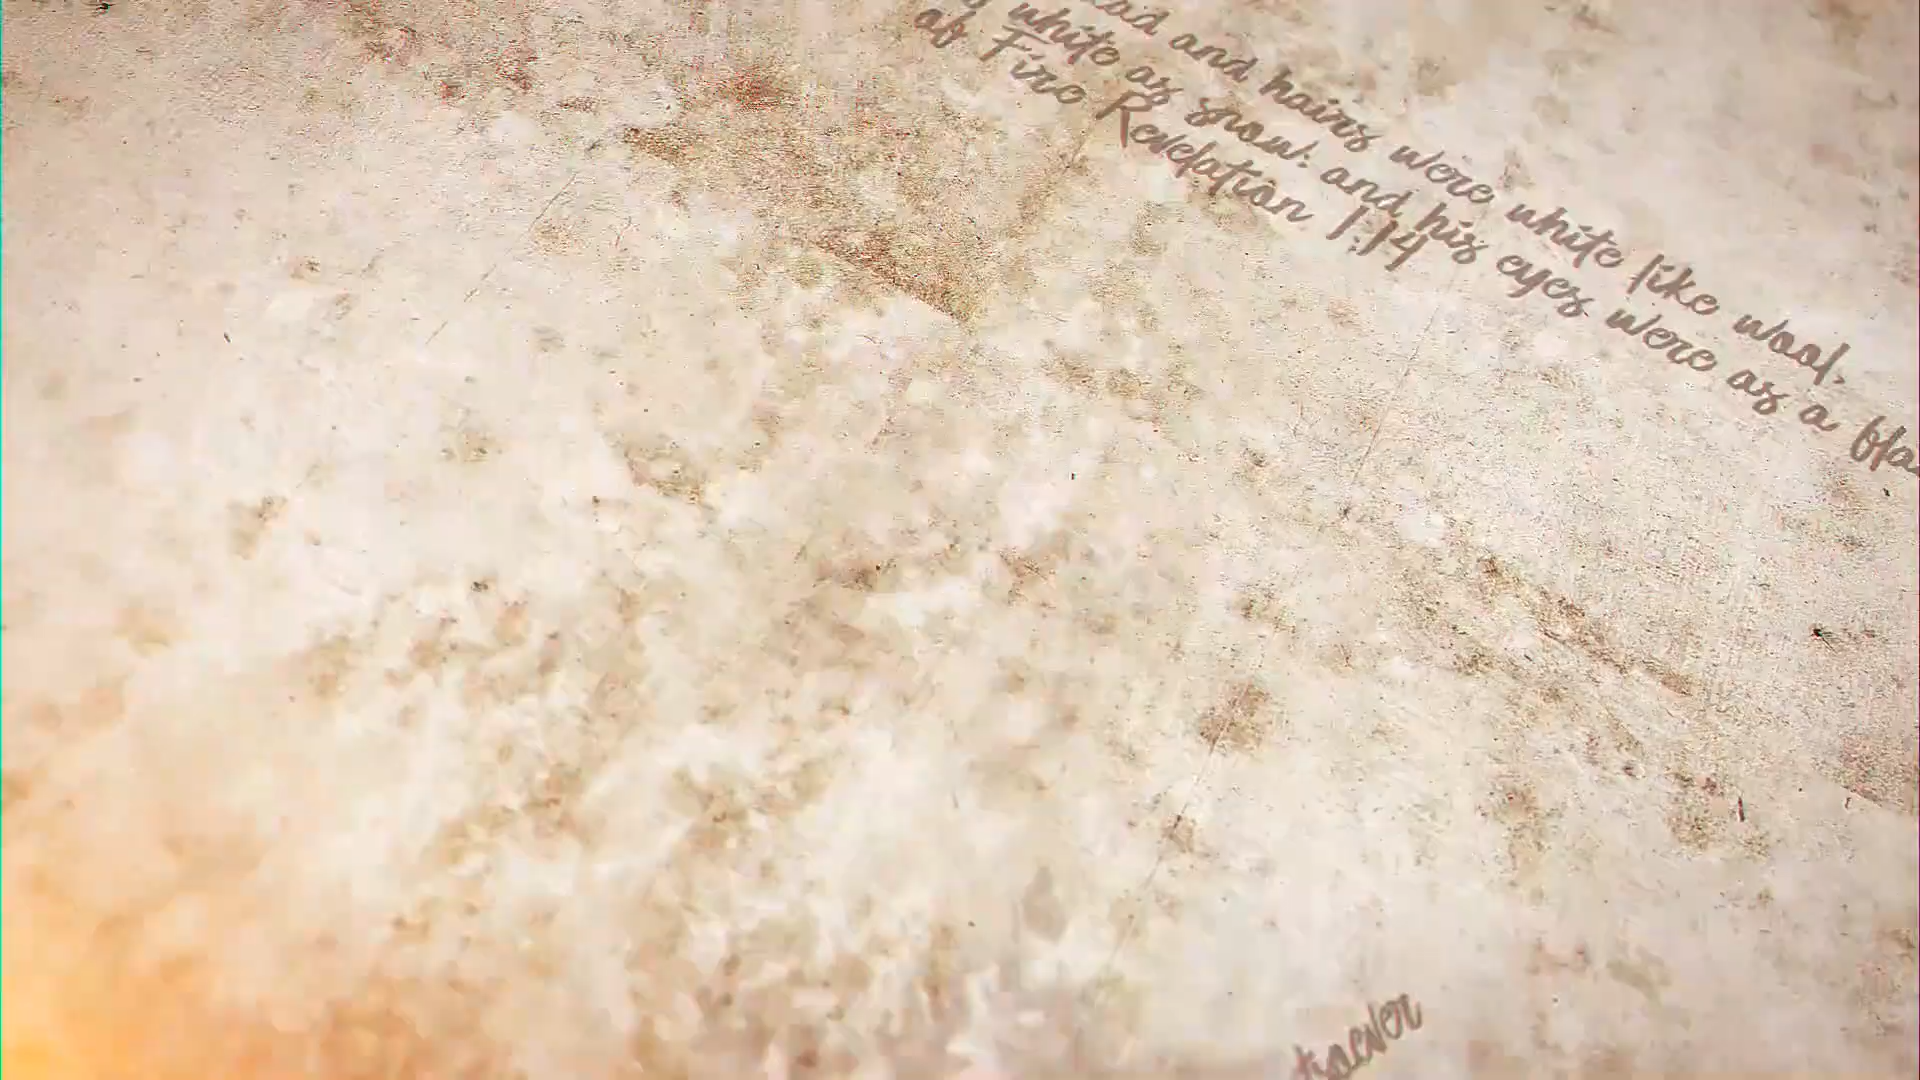 and hairs were white like wool,
white as snow: and his eyes were as a
of Fire Revelation 1:14